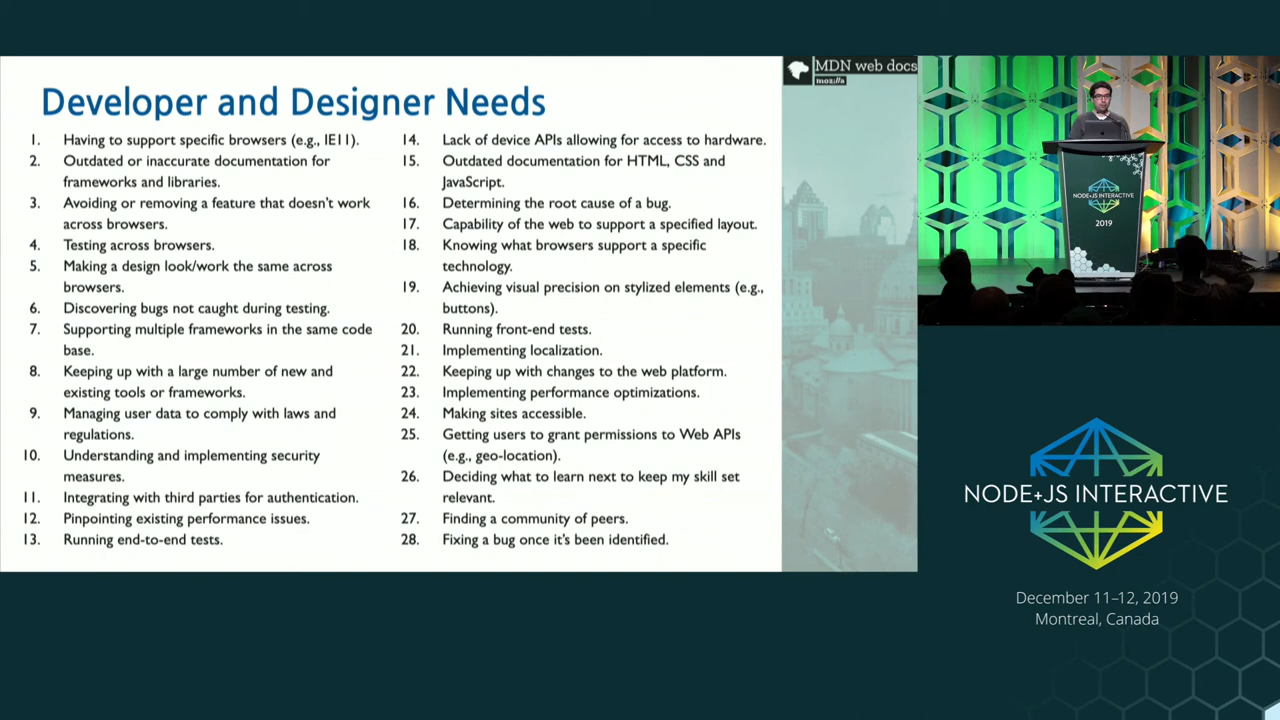 Developer and Designer Needs
1. Having to support specific browsers (e.g., IE11).
2. Outdated or inaccurate documentation for
frameworks and libraries.
3. Avoiding or removing a feature that doesn't work
across browsers.
4. Testing across browsers.
5. Making a design look/work the same across
browsers.
6. Discovering bugs not caught during testing.
7. Supporting multiple frameworks in the same code
base.
8. Keeping up with a large number of new and
existing tools or frameworks.
9. Managing user data to comply with laws and
regulations.
10. Understanding and implementing security
measures.
11. Integrating with third parties for authentication.
12. Pinpointing existing performance issues.
13. Running end-to-end tests.
14. Lack of device APIs allowing for access to hardware.
15. Outdated documentation for HTML, CSS and
JavaScript.
16. Determining the root cause of a bug.
17. Capability of the web to support a specified layout.
18. Knowing what browsers support a specific
technology.
19. Achieving visual precision on stylized elements (e.g.,
buttons).
20. Running front-end tests.
21. Implementing localization.
22. Keeping up with changes to the web platform.
23. Implementing performance optimizations.
24. Making sites accessible.
25. Getting users to grant permissions to Web APIs
(e.g., geo-location).
26. Deciding what to learn next to keep my skill set
relevant.
27. Finding a community of peers.
28. Fixing a bug once it's been identified.
MDN web docs
moz://a
NODE+JS INTERACTIVE
2019
NODE+JS INTERACTIVE
December 11–12, 2019
Montreal, Canada